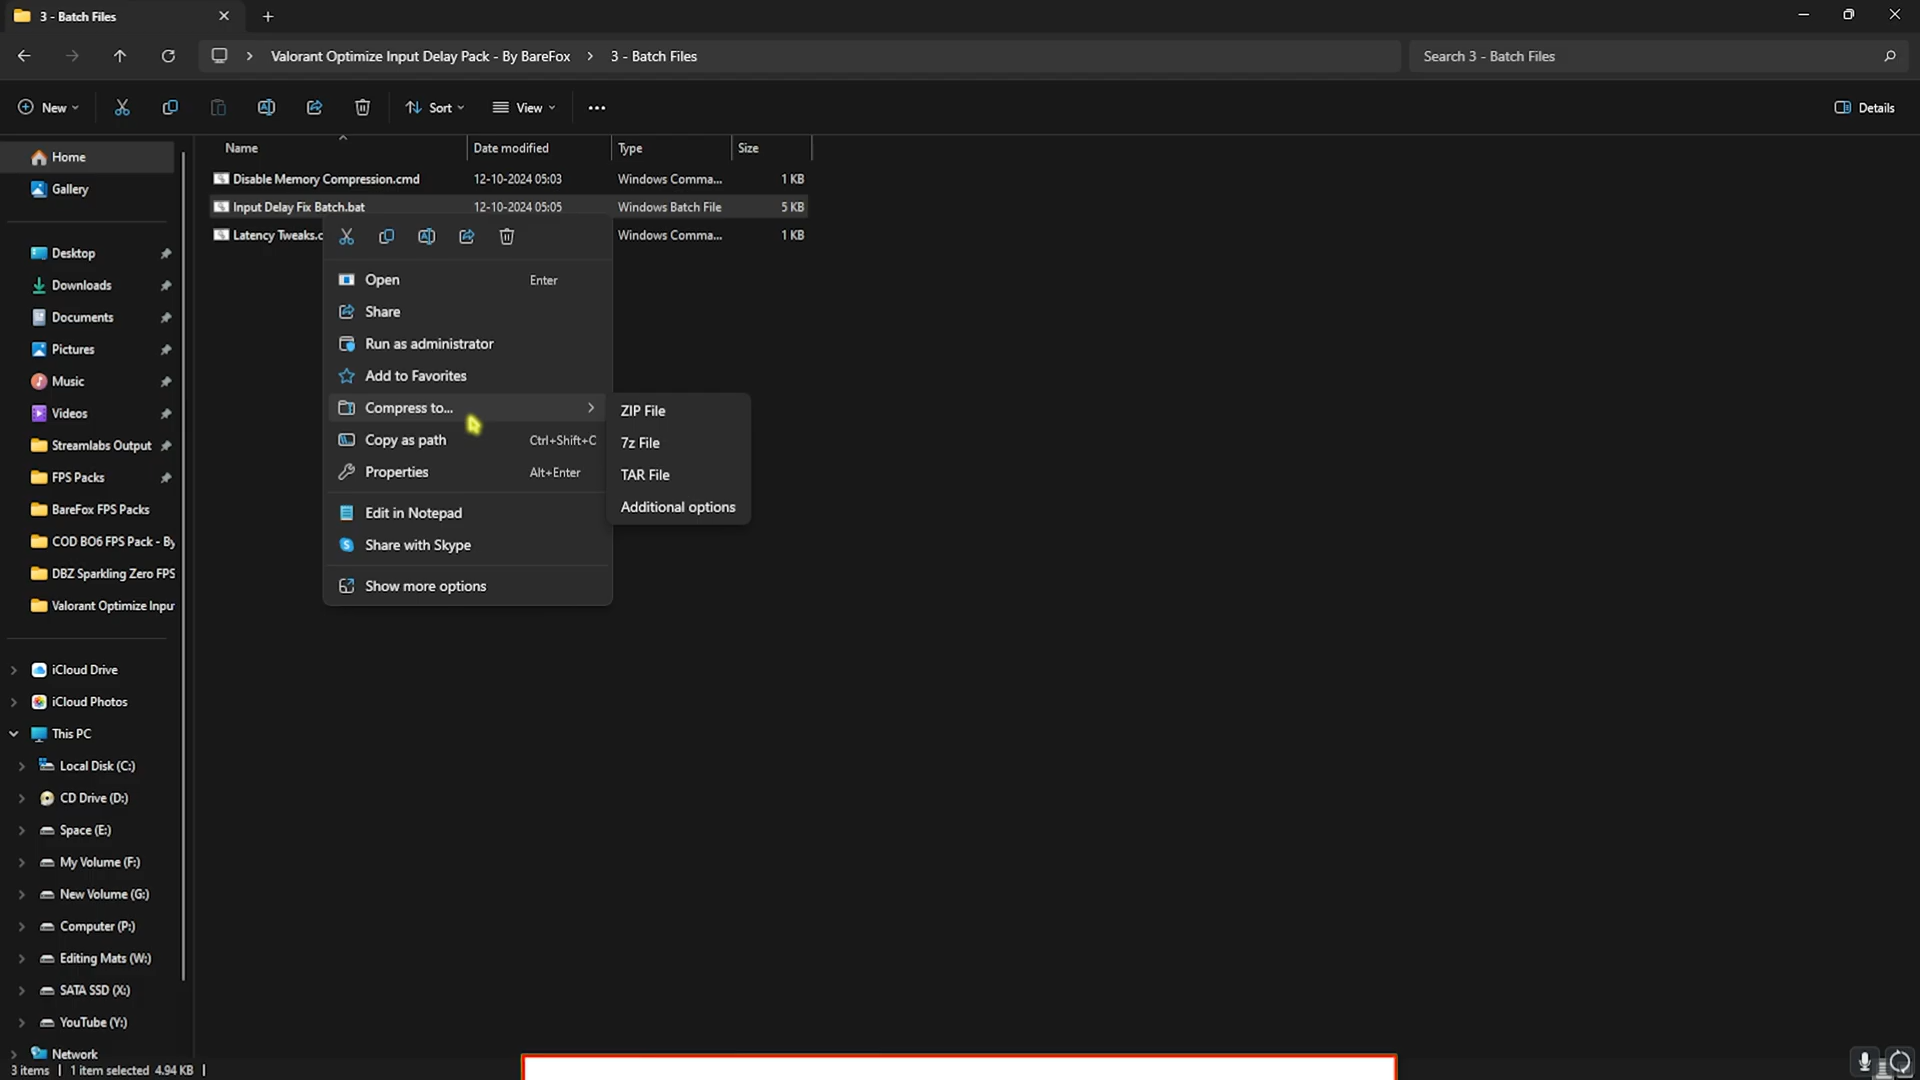 3 - Batch Files
Valorant Optimize Input Delay Pack - By BareFox > 3 - Batch Files
Search 3 - Batch Files
New
Sort
View
Details
Name
Date modified
Type
Size
Disable Memory Compression.cmd 12-10-2024 05:03 Windows Comma... 1 KB
Input Delay Fix Batch.bat 12-10-2024 05:05 Windows Batch File 5 KB
Latency Tweaks.c Windows Comma... 1 KB
Open Enter
Share
Run as administrator
Add to Favorites
Compress to...
Copy as path Ctrl+Shift+C
Properties Alt+Enter
Edit in Notepad
Share with Skype
Show more options
ZIP File
7z File
TAR File
Additional options
Home
Gallery
Desktop
Downloads
Documents
Pictures
Music
Videos
Streamlabs Output
FPS Packs
BareFox FPS Packs
COD BO6 FPS Pack - By
DBZ Sparkling Zero FPS
Valorant Optimize Inpu
iCloud Drive
iCloud Photos
This PC
Local Disk (C:)
CD Drive (D:)
Space (E:)
My Volume (F:)
New Volume (G:)
Computer (P:)
Editing Mats (W:)
SATA SSD (X:)
YouTube (Y:)
Network
3 items | 1 item selected 4.94 KB |